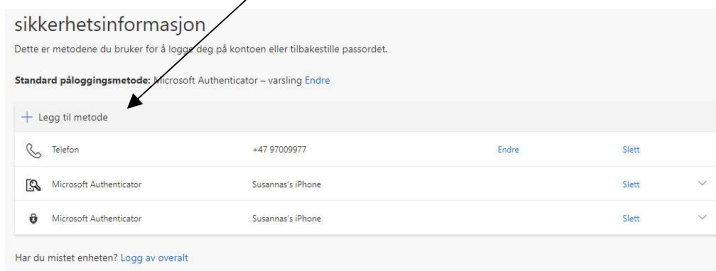 sikkerhetsinformasjon
Dette er metodene du bruker for å logge deg på kontoen eller tilbakestille passordet.
Standard påloggingsmetode: Microsoft Authenticator – varsling Endre
+ Legg til metode
Telefon +47 97009977 Endre Slett
Microsoft Authenticator Susannas's iPhone Slett
Microsoft Authenticator Susannas's iPhone Slett
Har du mistet enheten? Logg av overalt